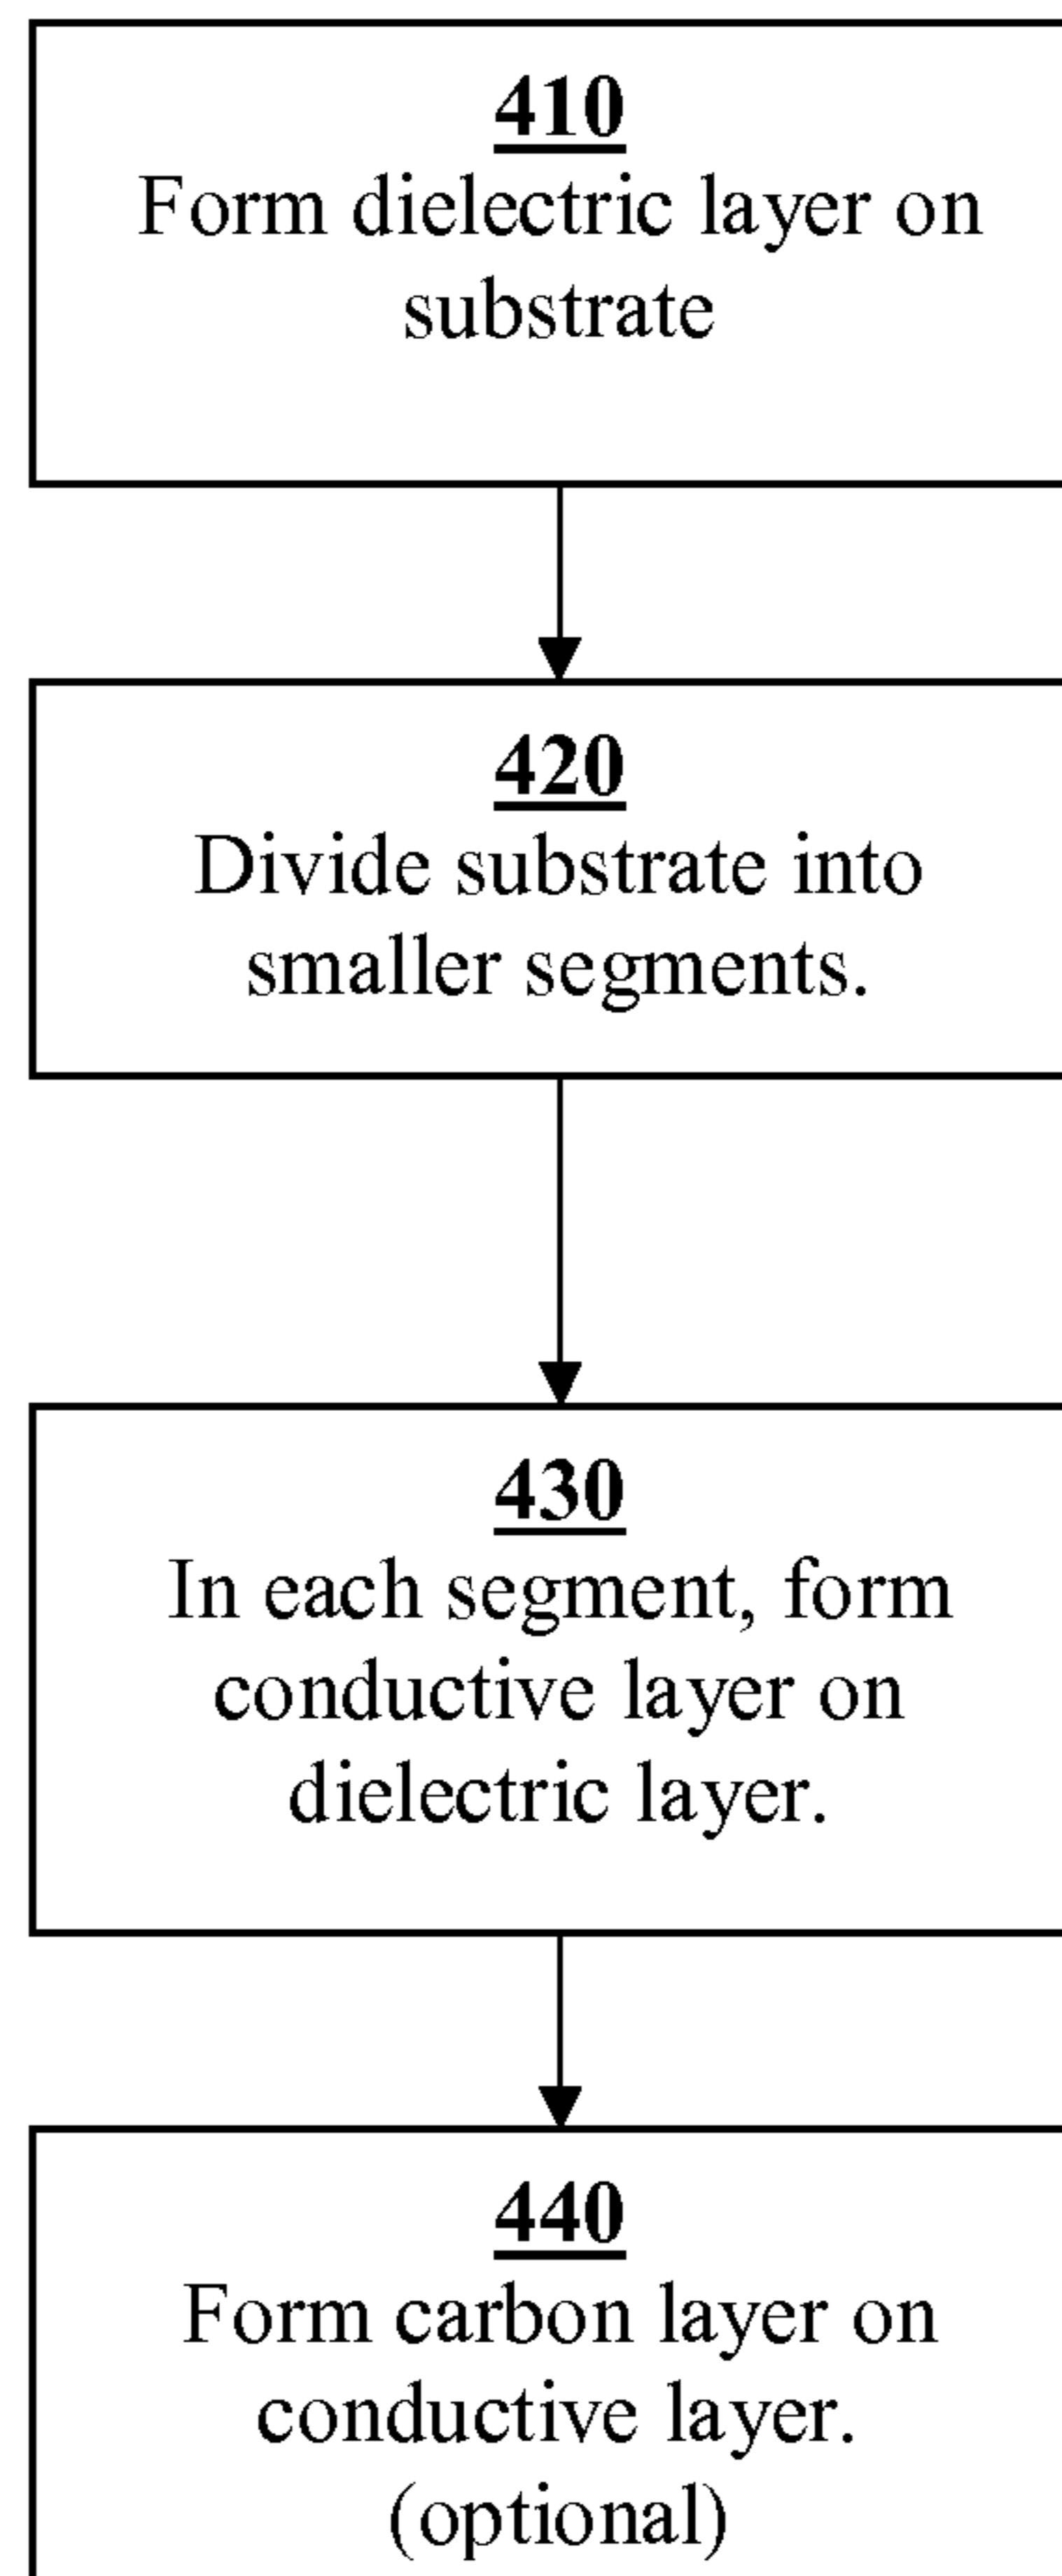 410
Form dielectric layer on
substrate
420
Divide substrate into
smaller segments.
430
In each segment, form
conductive layer on
dielectric layer.
440
Form carbon layer on
conductive layer.
(optional)